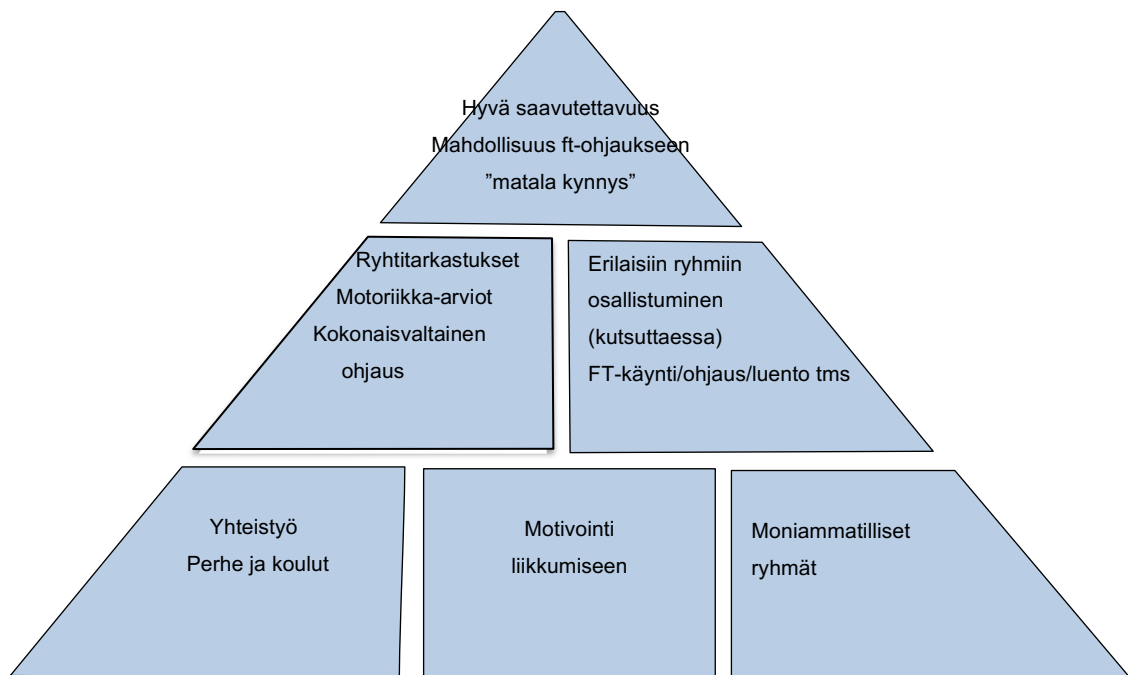 Hyvä saavutettavuus
Mahdollisuus ft-ohjaukseen
”matala kynnys”
Ryhtitarkastukset
Motoriikka-arviot
Kokonaisvaltainen
ohjaus
Erilaisiin ryhmiin
osallistuminen
(kutsuttaessa)
FT-käynti/ohjaus/luento tms
Yhteistyö
Perhe ja koulut
Motivointi
liikkumiseen
Moniammatilliset
ryhmät